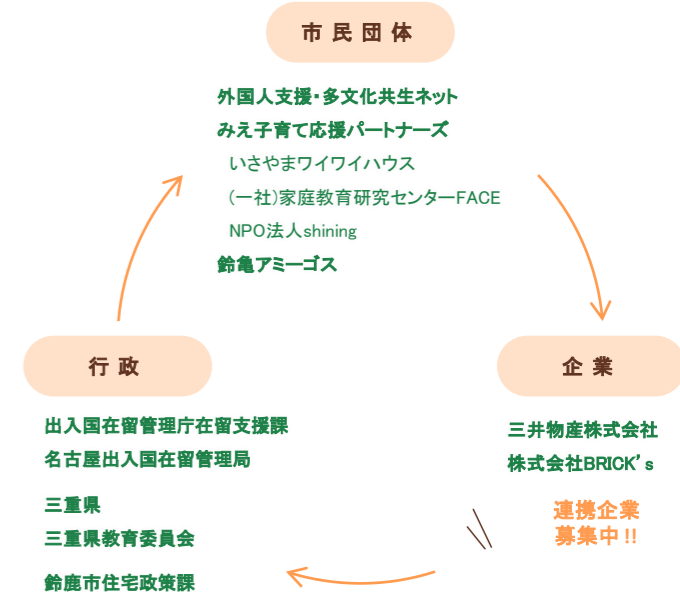 市民団体
外国人支援・多文化共生ネット
みえ子育て応援パートナーズ
いさやまワイワイハウス
(一社)家庭教育研究センターFACE
NPO法人shining
鈴亀アミーゴス
行政
出入国在留管理庁在留支援課
名古屋出入国在留管理局
三重県
三重県教育委員会
鈴鹿市住宅政策課
企業
三井物産株式会社
株式会社BRICK’s
連携企業
募集中!!